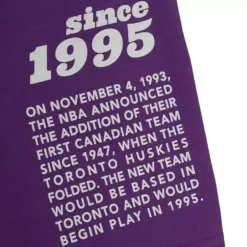 since
1995
ON NOVEMBER 4, 1993,
THE NBA ANNOUNCED
THE ADDITION OF THEIR
FIRST CANADIAN TEAM
SINCE 1947, WHEN THE
TORONTO HUSKIES
FOLDED. THE NEW TEAM
WOULD BE BASED IN
TORONTO AND WOULD
BEGIN PLAY IN 1995.